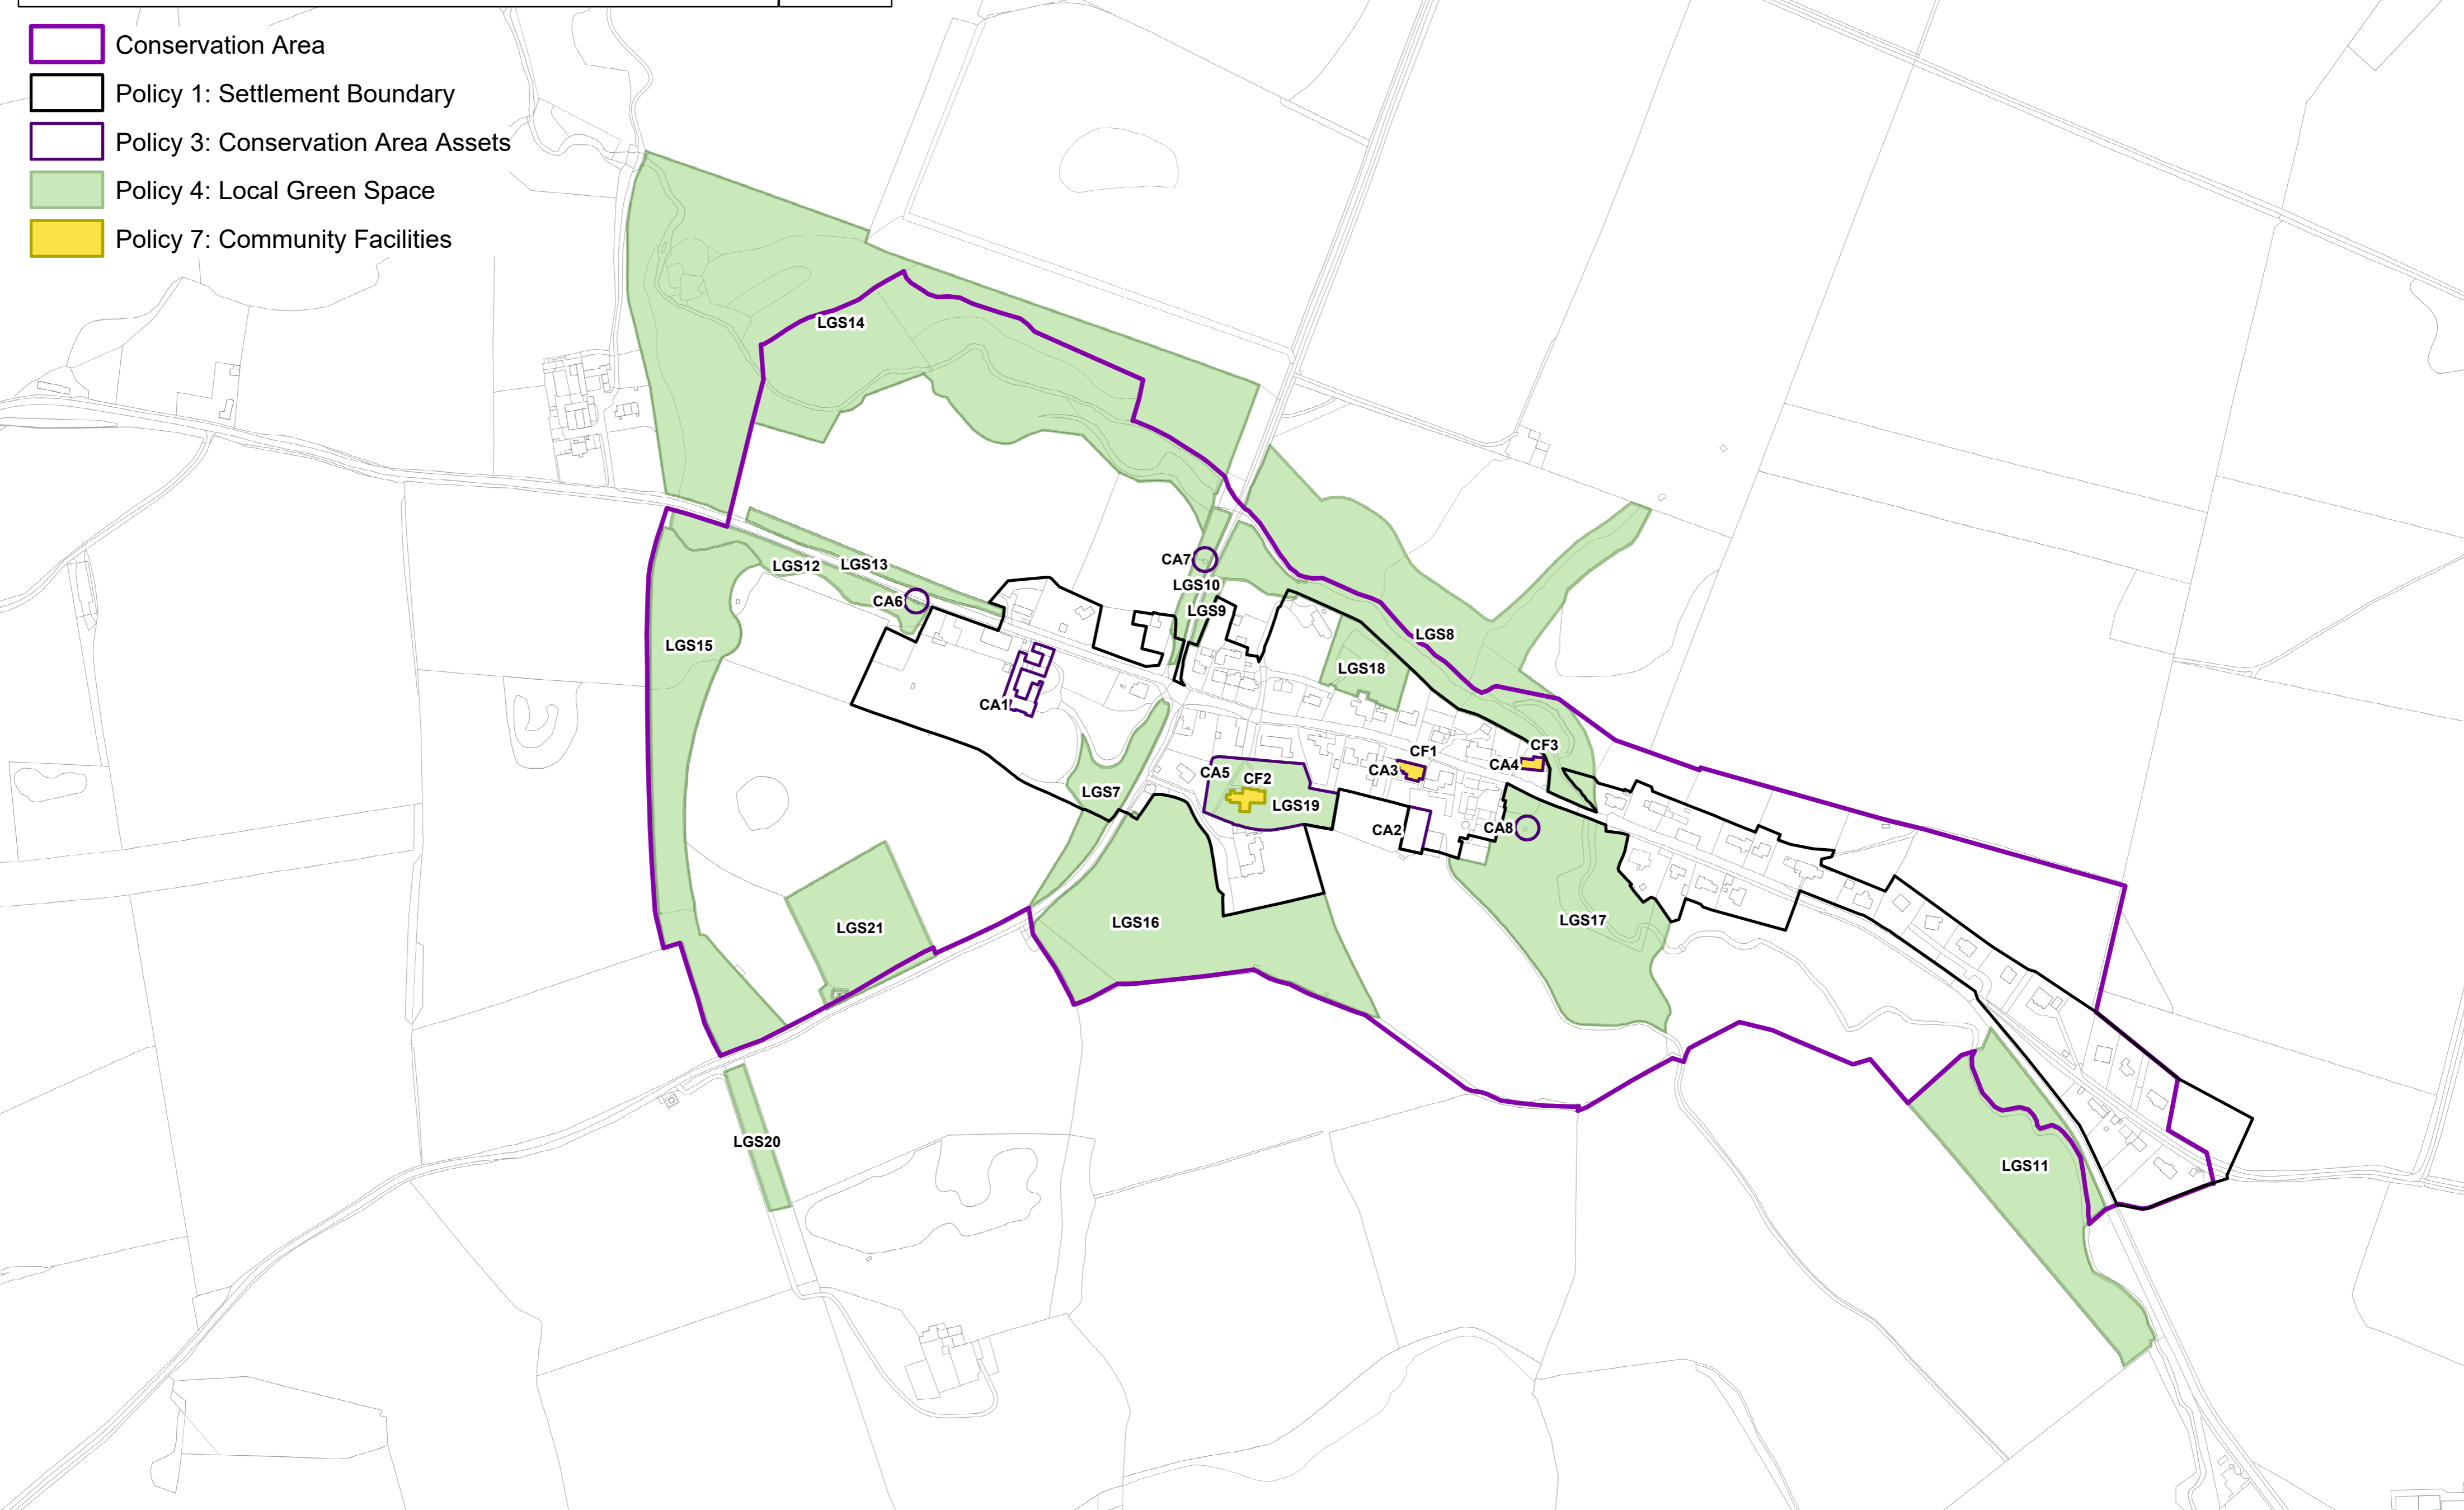 Conservation Area
Policy 1: Settlement Boundary
Policy 3: Conservation Area Assets
Policy 4: Local Green Space
Policy 7: Community Facilities
LGS14
CA7
LGS13
LGS12
LGS10
CA6
LGS9
LGS8
LGS15
LGS18
CA1
CF3
CF1
CA4
CA5
CA3
CF2
LGS7
LGS19
CA8
CA2
LGS17
LGS16
LGS21
LGS20
LGS11